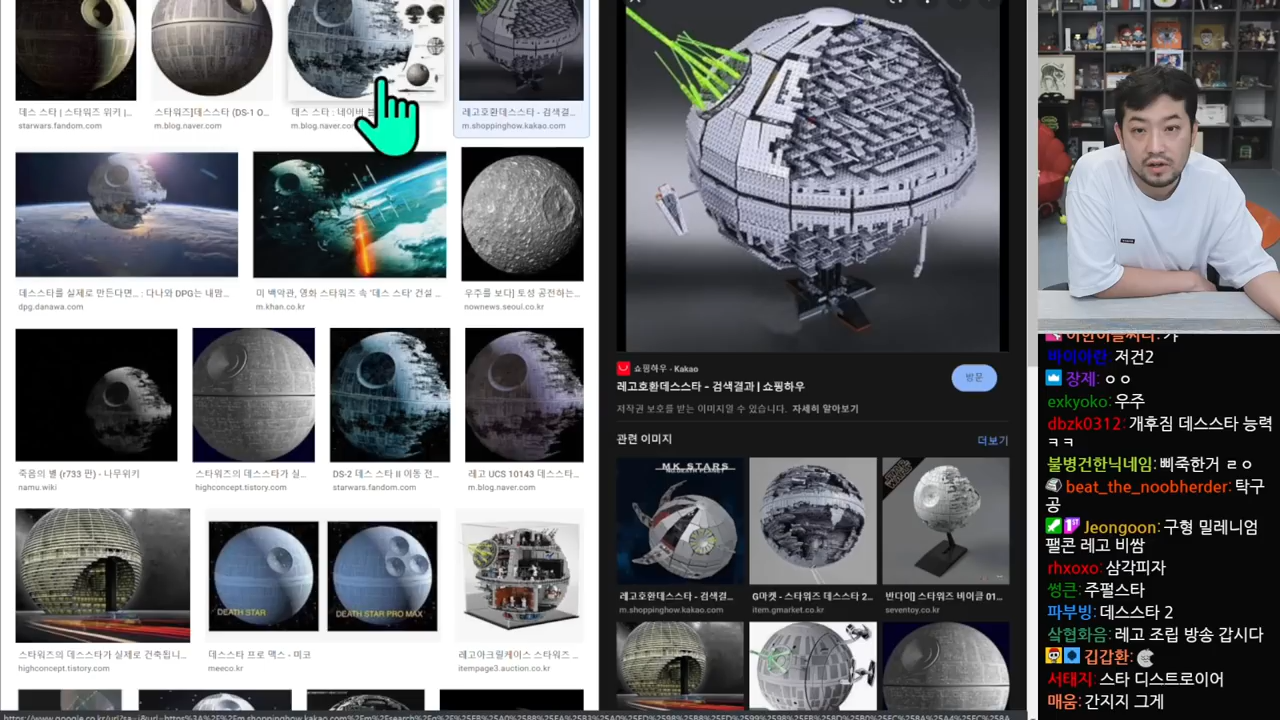 데스 스타 | 스타워즈 위키 |...
starwars.fandom.com
스타워즈]데스스타 (DS-1 O...
m.blog.naver.com
데스 스타 : 네이버 블
m.blog.naver.co
레고호환데스스타 - 검색결...
m.shoppinghow.kakao.com
데스스타를 실제로 만든다면... : 다나와 DPG는 내맘...
dpg.danawa.com
미 백악관, 영화 스타워즈 속 '데스 스타' 건설 ...
m.khan.co.kr
우주를 보다] 토성 공전하는...
nownews.seoul.co.kr
죽음의 별 (r733 판) - 나무위키
namu.wiki
스타워즈의 데스스타가 실...
highconcept.tistory.com
DS-2 데스 스타 II 이동 전...
starwars.fandom.com
레고 UCS 10143 데스스타...
m.blog.naver.com
DEATH STAR
DEATH STAR PRO MAX
스타워즈의 데스스타가 실제로 건축됩니...
highconcept.tistory.com
데스스타 프로 맥스 - 미코
meeco.kr
레고아크릴케이스 스타워즈 ...
itempage3.auction.co.kr
쇼핑하우 · Kakao
레고호환데스스타 - 검색결과 | 쇼핑하우
방문
저작권 보호를 받는 이미지일 수 있습니다. 자세히 알아보기
관련 이미지
더보기
MK STARS
레고호환데스스타 - 검색결...
m.shoppinghow.kakao.com
G마켓 - 스타워즈 데스스타 2...
item.gmarket.co.kr
반다이] 스타워즈 비이클 01...
seventoy.co.kr
바이아란: 저건2
장제: ㅇㅇ
exkyoko: 우주
dbzk0312: 개후짐 데스스타 능력
ㅋㅋ
불병건한닉네임: 삐죽한거 ㄹㅇ
beat_the_noobherder: 탁구
공
Jeongoon: 구형 밀레니엄
팰콘 레고 비쌈
rhxoxo: 삼각피자
썽큰: 주펄스타
파부빙: 데스스타 2
삭협화음: 레고 조립 방송 갑시다
김갑환:
서태지: 스타 디스트로이어
매움: 간지지 그게